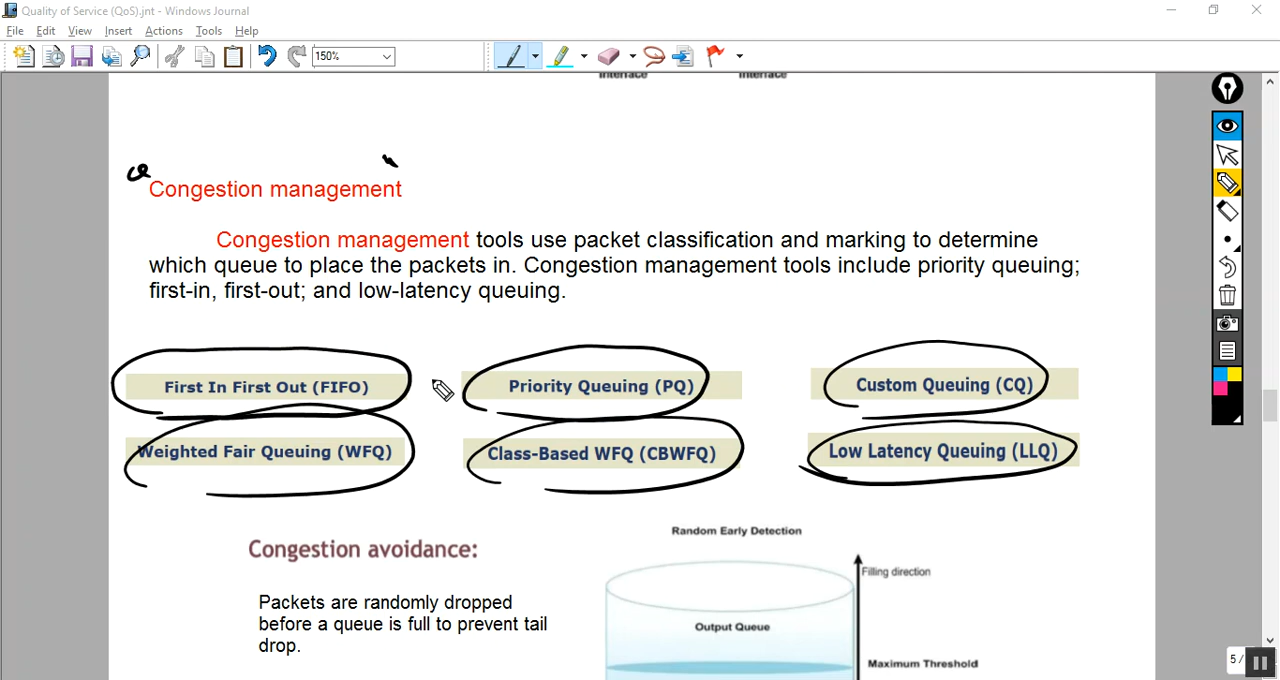 Quality of Service (QoS).jnt - Windows Journal
File Edit View Insert Actions Tools Help
150%
Interface Interface
Congestion management
Congestion management tools use packet classification and marking to determine
which queue to place the packets in. Congestion management tools include priority queuing;
first-in, first-out; and low-latency queuing.
First In First Out (FIFO) Priority Queuing (PQ) Custom Queuing (CQ)
Weighted Fair Queuing (WFQ) Class-Based WFQ (CBWFQ) Low Latency Queuing (LLQ)
Random Early Detection
Congestion avoidance:
Filling direction
Packets are randomly dropped
before a queue is full to prevent tail
drop.
Output Queue
Maximum Threshold
5 /